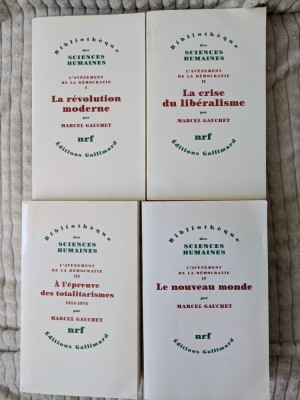 Bibliothèque
des
SCIENCES
HUMAINES
L'AVÈNEMENT
DE LA DÉMOCRATIE
I
La révolution
moderne
par
MARCEL GAUCHET
nrf
Éditions Gallimard
Bibliothèque
des
SCIENCES
HUMAINES
L'AVÈNEMENT
DE LA DÉMOCRATIE
II
La crise
du libéralisme
par
MARCEL GAUCHET
nrf
Éditions Gallimard
Bibliothèque
des
SCIENCES
HUMAINES
L'AVÈNEMENT
DE LA DÉMOCRATIE
III
À l'épreuve
des totalitarismes
1914-1974
par
MARCEL GAUCHET
nrf
Éditions Gallimard
Bibliothèque
des
SCIENCES
HUMAINES
L'AVÈNEMENT
DE LA DÉMOCRATIE
IV
Le nouveau monde
par
MARCEL GAUCHET
nrf
Éditions Gallimard